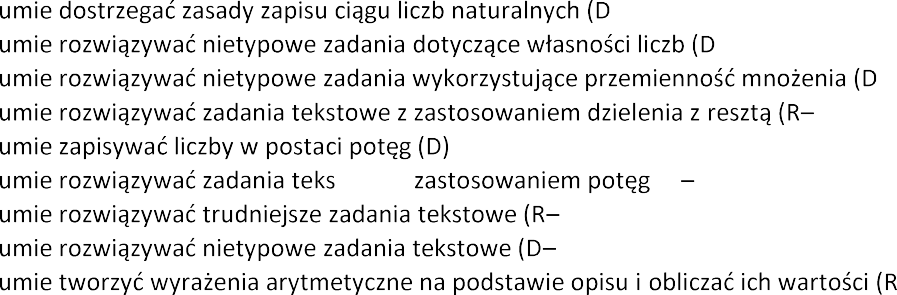 umie dostrzegać zasady zapisu ciągu liczb naturalnych (D
umie rozwiązywać nietypowe zadania dotyczące własności liczb (D
umie rozwiązywać nietypowe zadania wykorzystujące przemienność mnożenia (D
umie rozwiązywać zadania tekstowe z zastosowaniem dzielenia z resztą (R–
umie zapisywać liczby w postaci potęg (D)
umie rozwiązywać zadania teks zastosowaniem potęg –
umie rozwiązywać trudniejsze zadania tekstowe (R–
umie rozwiązywać nietypowe zadania tekstowe (D–
umie tworzyć wyrażenia arytmetyczne na podstawie opisu i obliczać ich wartości (R